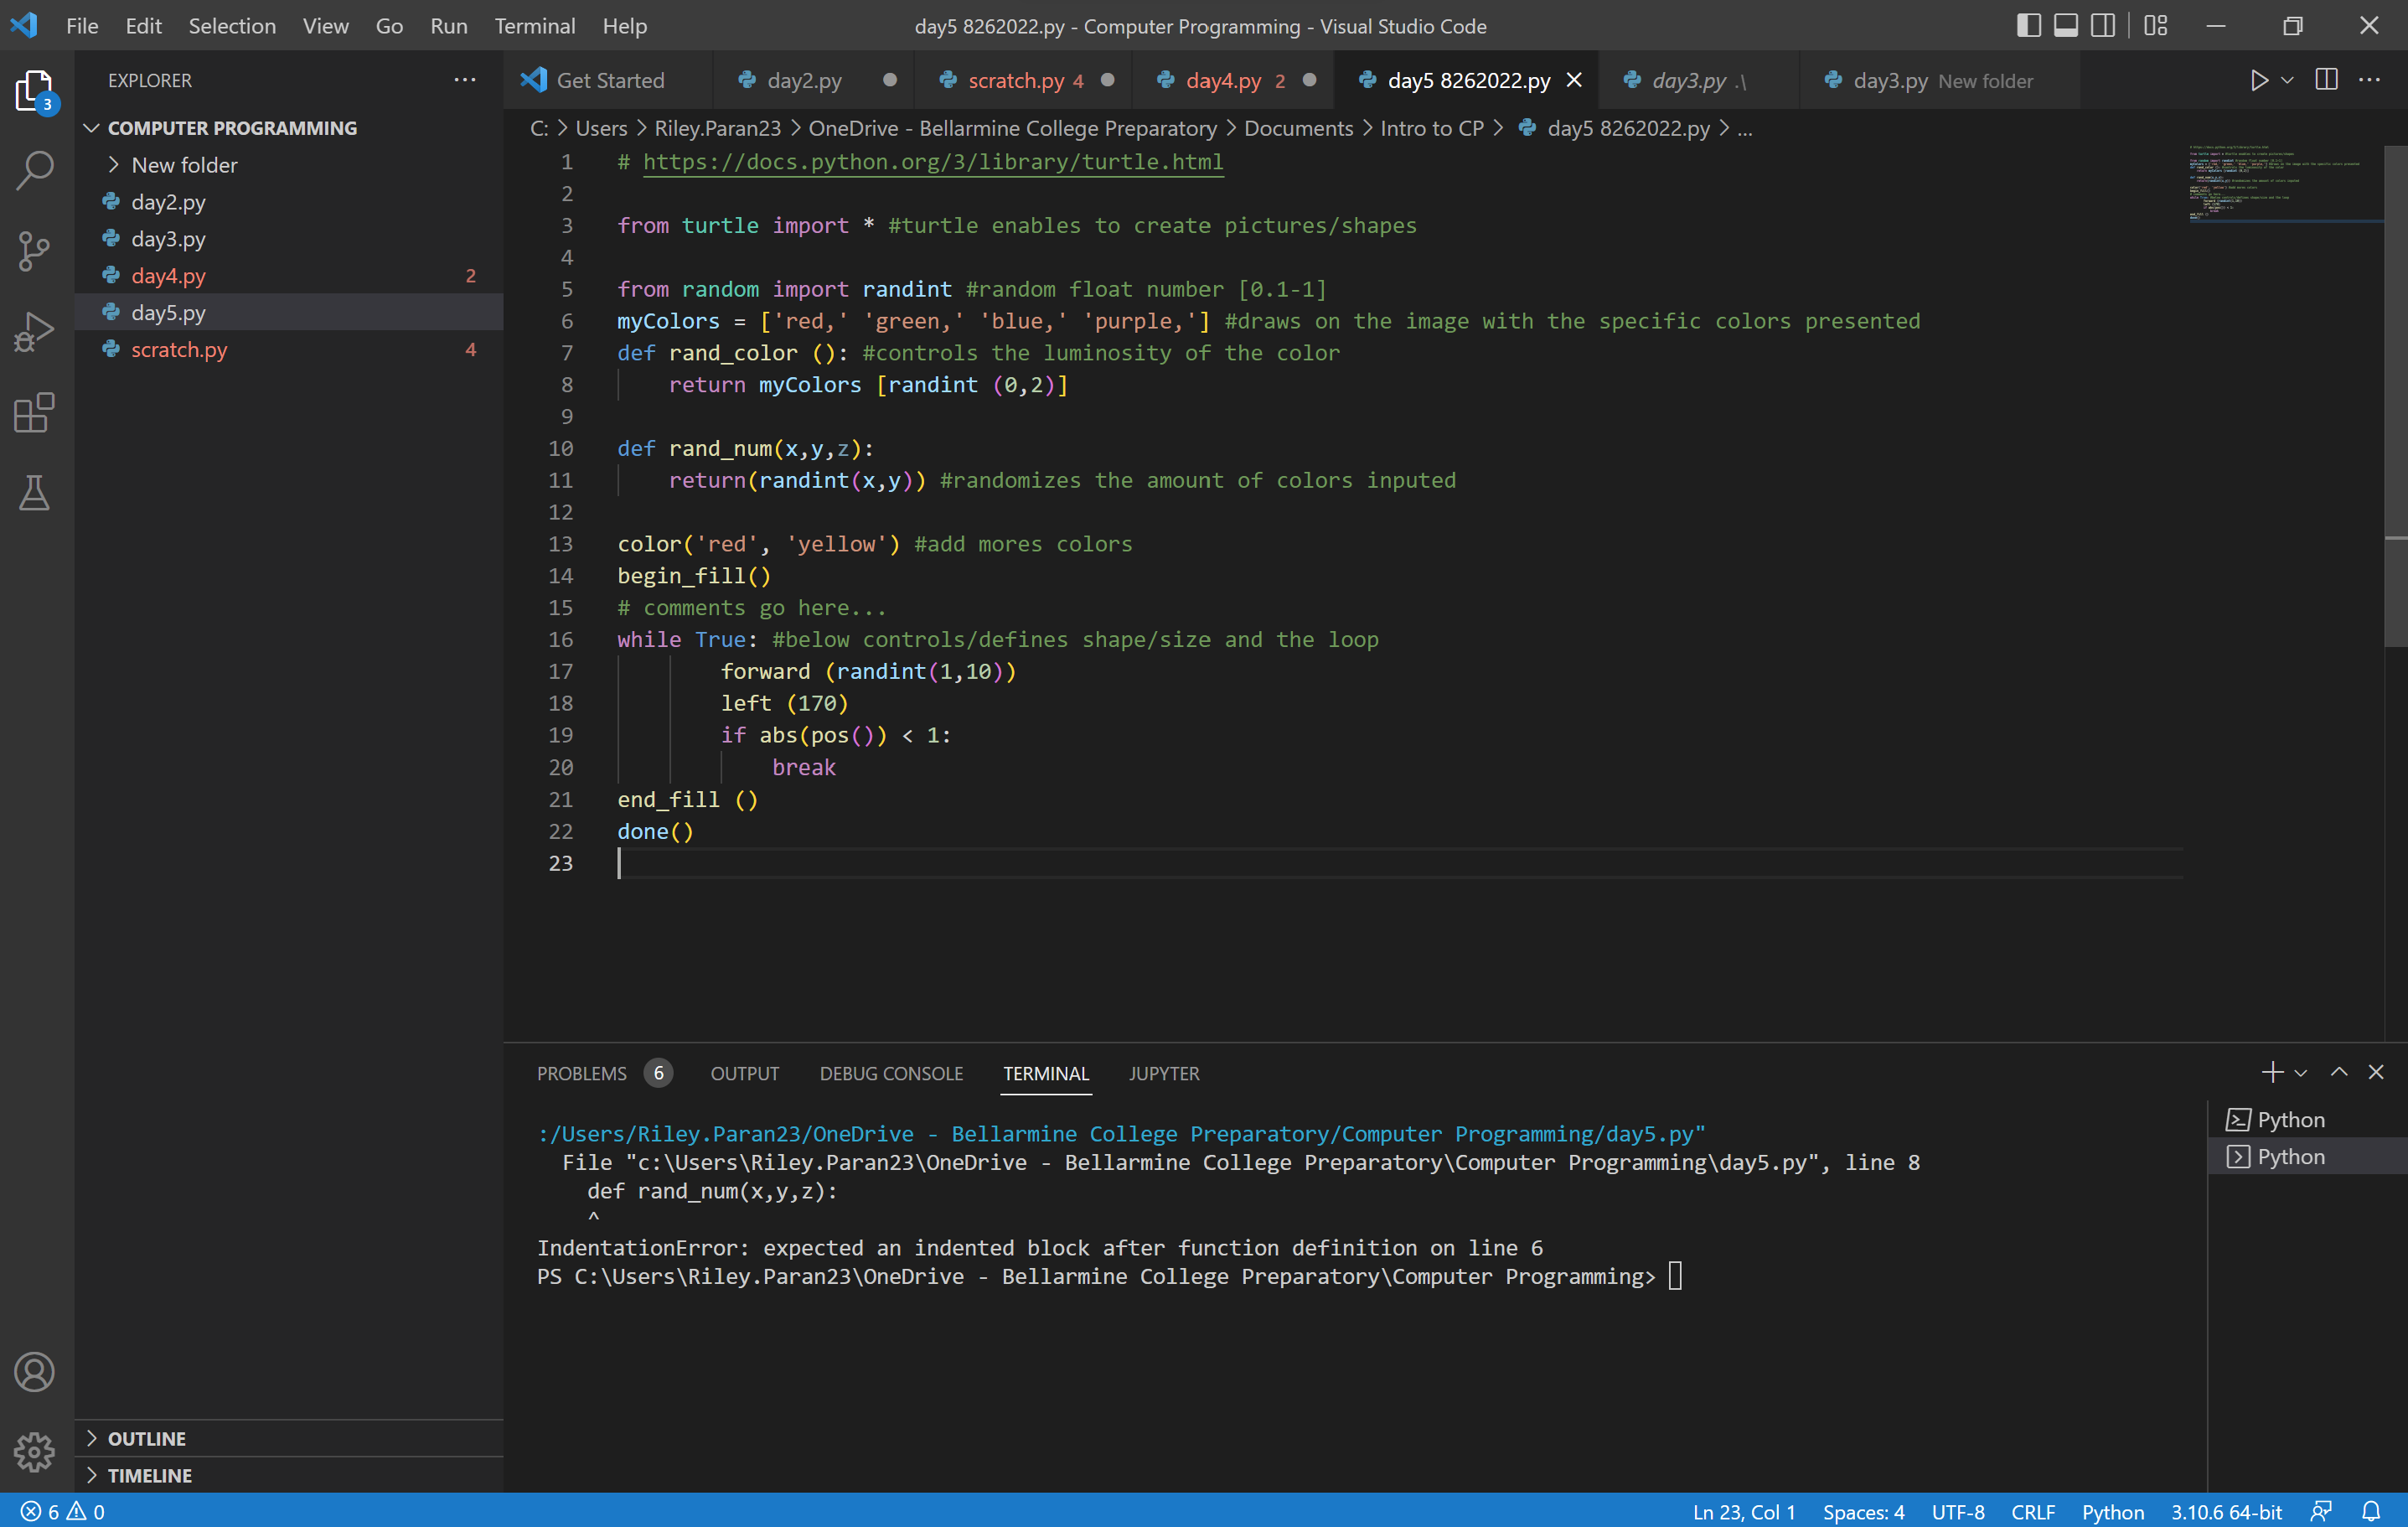 File Edit Selection View Go Run Terminal Help
day5 8262022.py - Computer Programming - Visual Studio Code
EXPLORER
3
COMPUTER PROGRAMMING
New folder
day2.py
day3.py
day4.py 2
day5.py
scratch.py 4
OUTLINE
TIMELINE
Get Started day2.py scratch.py 4 day4.py 2 day5 8262022.py day3.py .\ day3.py New folder
C: > Users > Riley.Paran23 > OneDrive - Bellarmine College Preparatory > Documents > Intro to CP > day5 8262022.py > ...
1 # https://docs.python.org/3/library/turtle.html
2
3 from turtle import * #turtle enables to create pictures/shapes
4
5 from random import randint #random float number [0.1-1]
6 myColors = ['red,' 'green,' 'blue,' 'purple,'] #draws on the image with the specific colors presented
7 def rand_color (): #controls the luminosity of the color
8 return myColors [randint (0,2)]
9
10 def rand_num(x,y,z):
11 return(randint(x,y)) #randomizes the amount of colors inputed
12
13 color('red', 'yellow') #add mores colors
14 begin_fill()
15 # comments go here...
16 while True: #below controls/defines shape/size and the loop
17 forward (randint(1,10))
18 left (170)
19 if abs(pos()) < 1:
20 break
21 end_fill ()
22 done()
23
PROBLEMS 6 OUTPUT DEBUG CONSOLE TERMINAL JUPYTER
:/Users/Riley.Paran23/OneDrive - Bellarmine College Preparatory/Computer Programming/day5.py"
File "c:\Users\Riley.Paran23\OneDrive - Bellarmine College Preparatory\Computer Programming\day5.py", line 8
def rand_num(x,y,z):
^
IndentationError: expected an indented block after function definition on line 6
PS C:\Users\Riley.Paran23\OneDrive - Bellarmine College Preparatory\Computer Programming>
Python
Python
6 0
Ln 23, Col 1 Spaces: 4 UTF-8 CRLF Python 3.10.6 64-bit